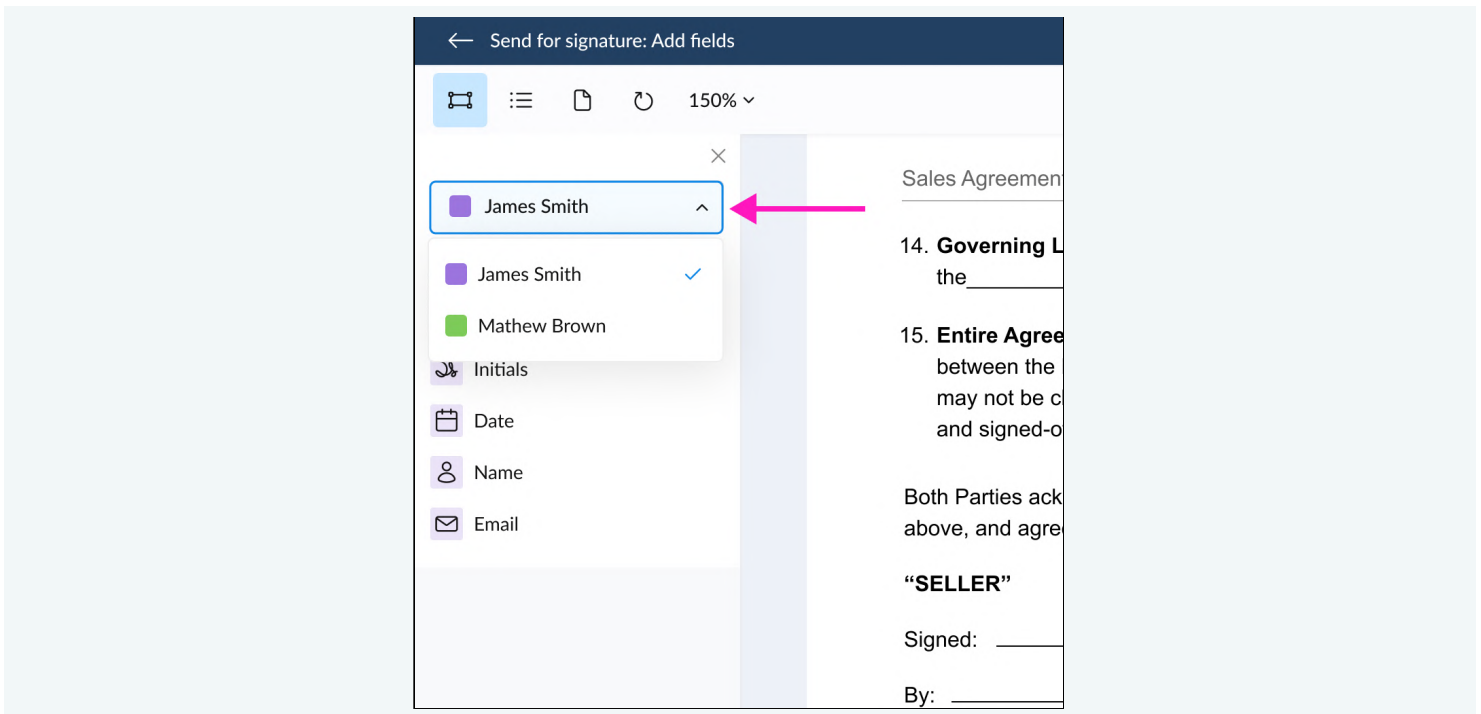 Send for signature: Add fields
150%
James Smith
James Smith
Mathew Brown
Initials
Date
Name
Email
Sales Agreemen
14. Governing L
the
15. Entire Agree
between the
may not be c
and signed-o
Both Parties ack
above, and agre
“SELLER”
Signed:
By: